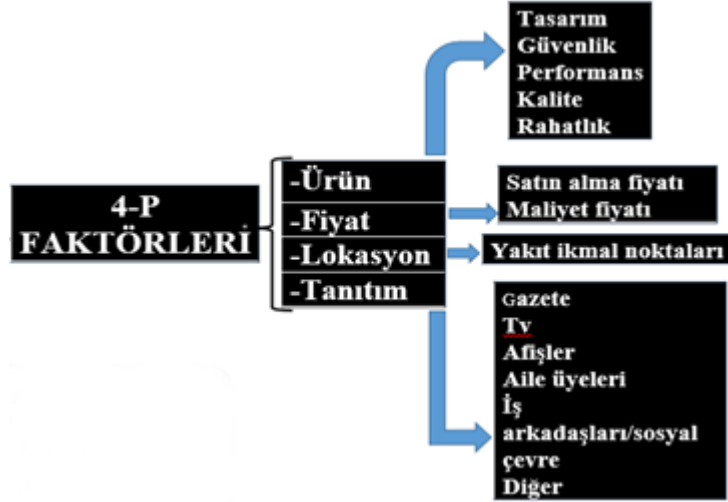 4-P
FAKTÖRLERİ
-Ürün
-Fiyat
-Lokasyon
-Tanıtım
Tasarım
Güvenlik
Performans
Kalite
Rahatlık
Satın alma fiyatı
Maliyet fiyatı
Yakıt ikmal noktaları
Gazete
Tv
Afişler
Aile üyeleri
İş
arkadaşları/sosyal
çevre
Diğer